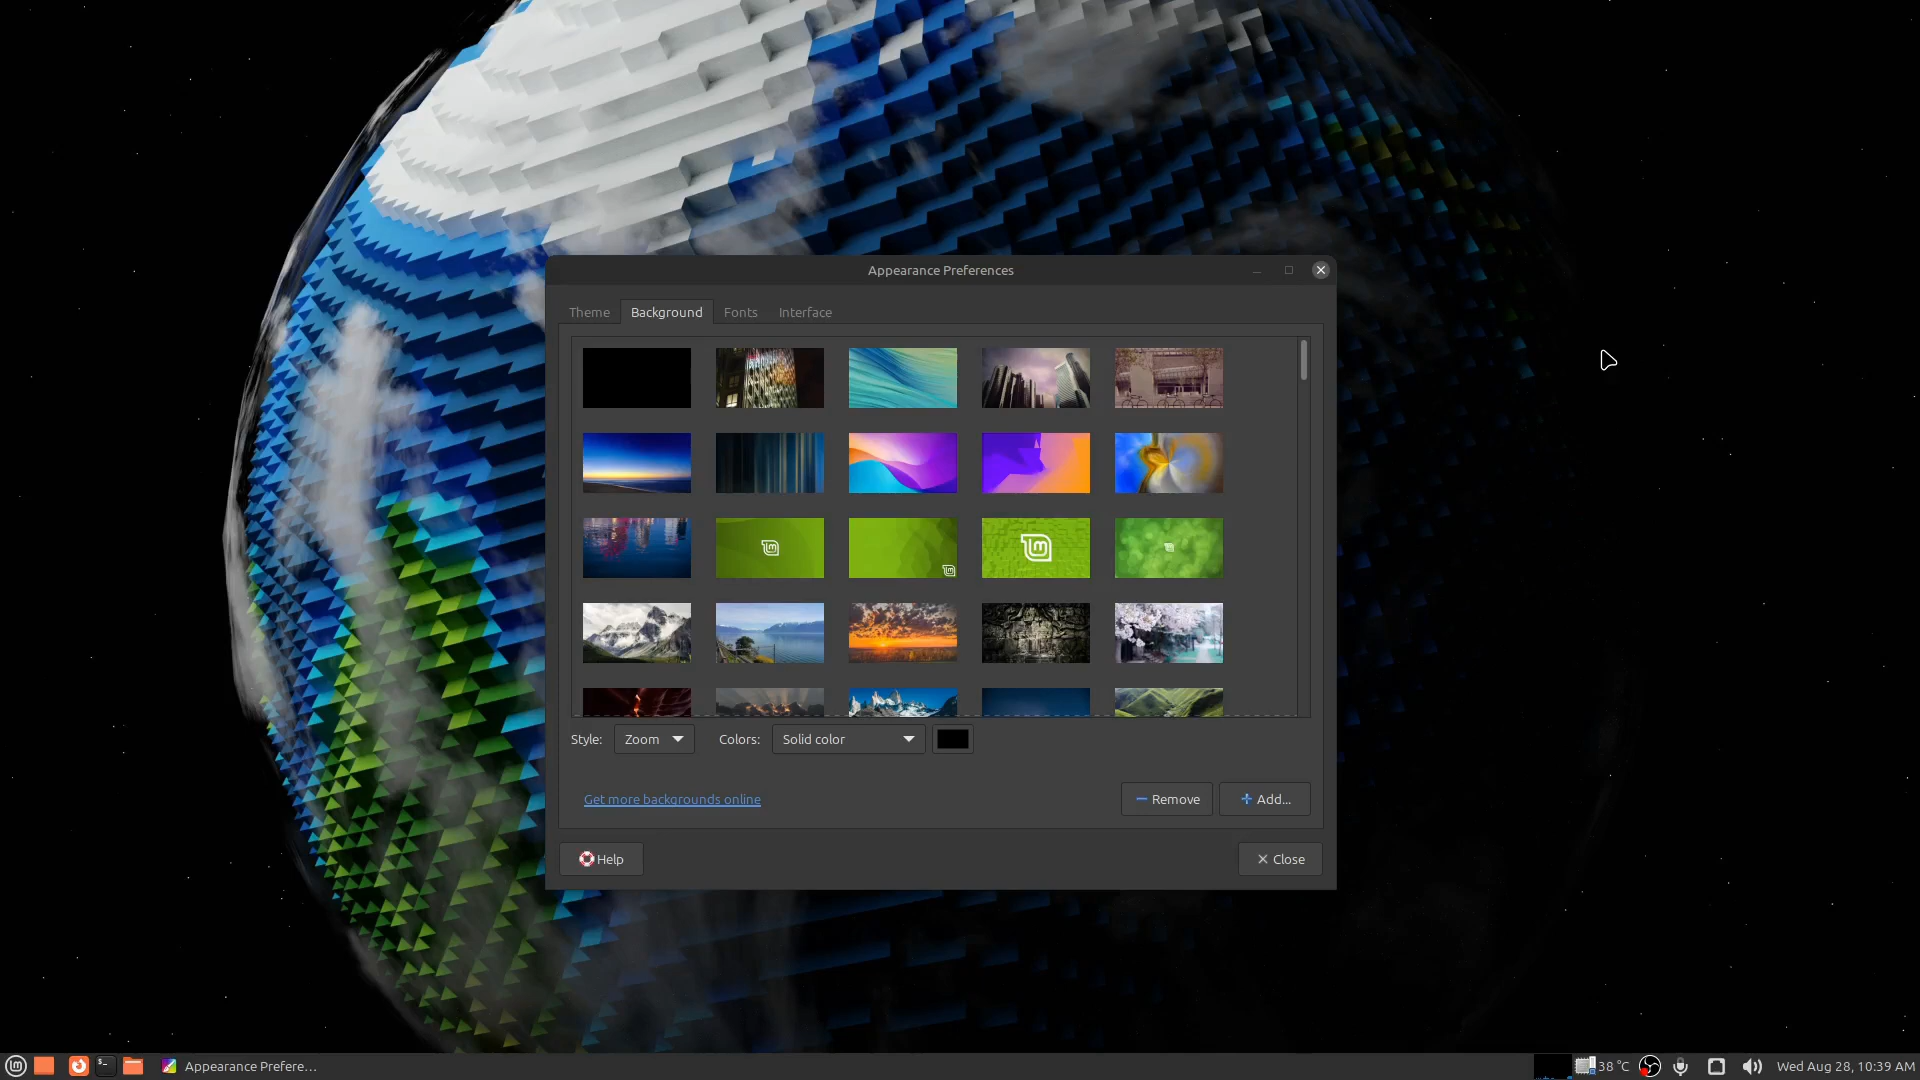 Appearance Preferences
Theme Background Fonts Interface
Style: Zoom Colors: Solid color
Get more backgrounds online Remove Add...
Help Close
Appearance Prefere... 38 °C Wed Aug 28, 10:39 AM